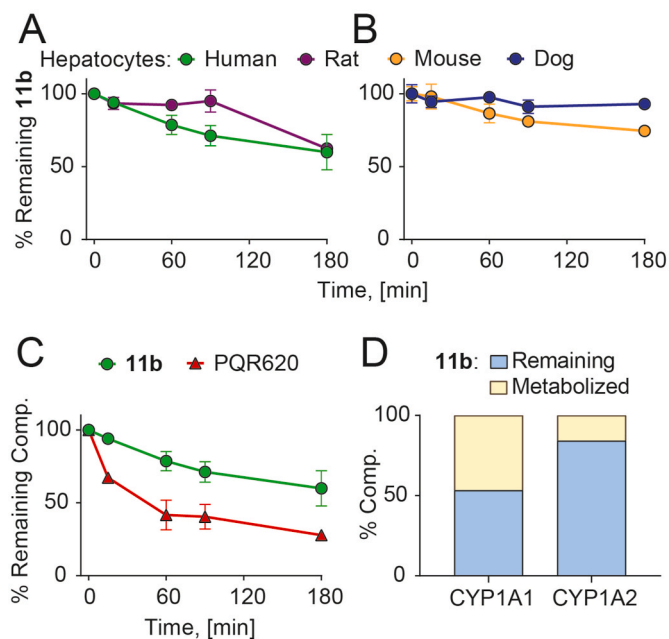 A
B
Hepatocytes: Human Rat Mouse Dog
% Remaining 11b
100
50
0
0 60 120 180
Time, [min]
100
50
0
0 60 120 180
Time, [min]
C
11b PQR620
% Remaining Comp.
100
50
0
0 60 120 180
Time, [min]
D
11b: Remaining
Metabolized
% Comp.
100
50
0
CYP1A1 CYP1A2